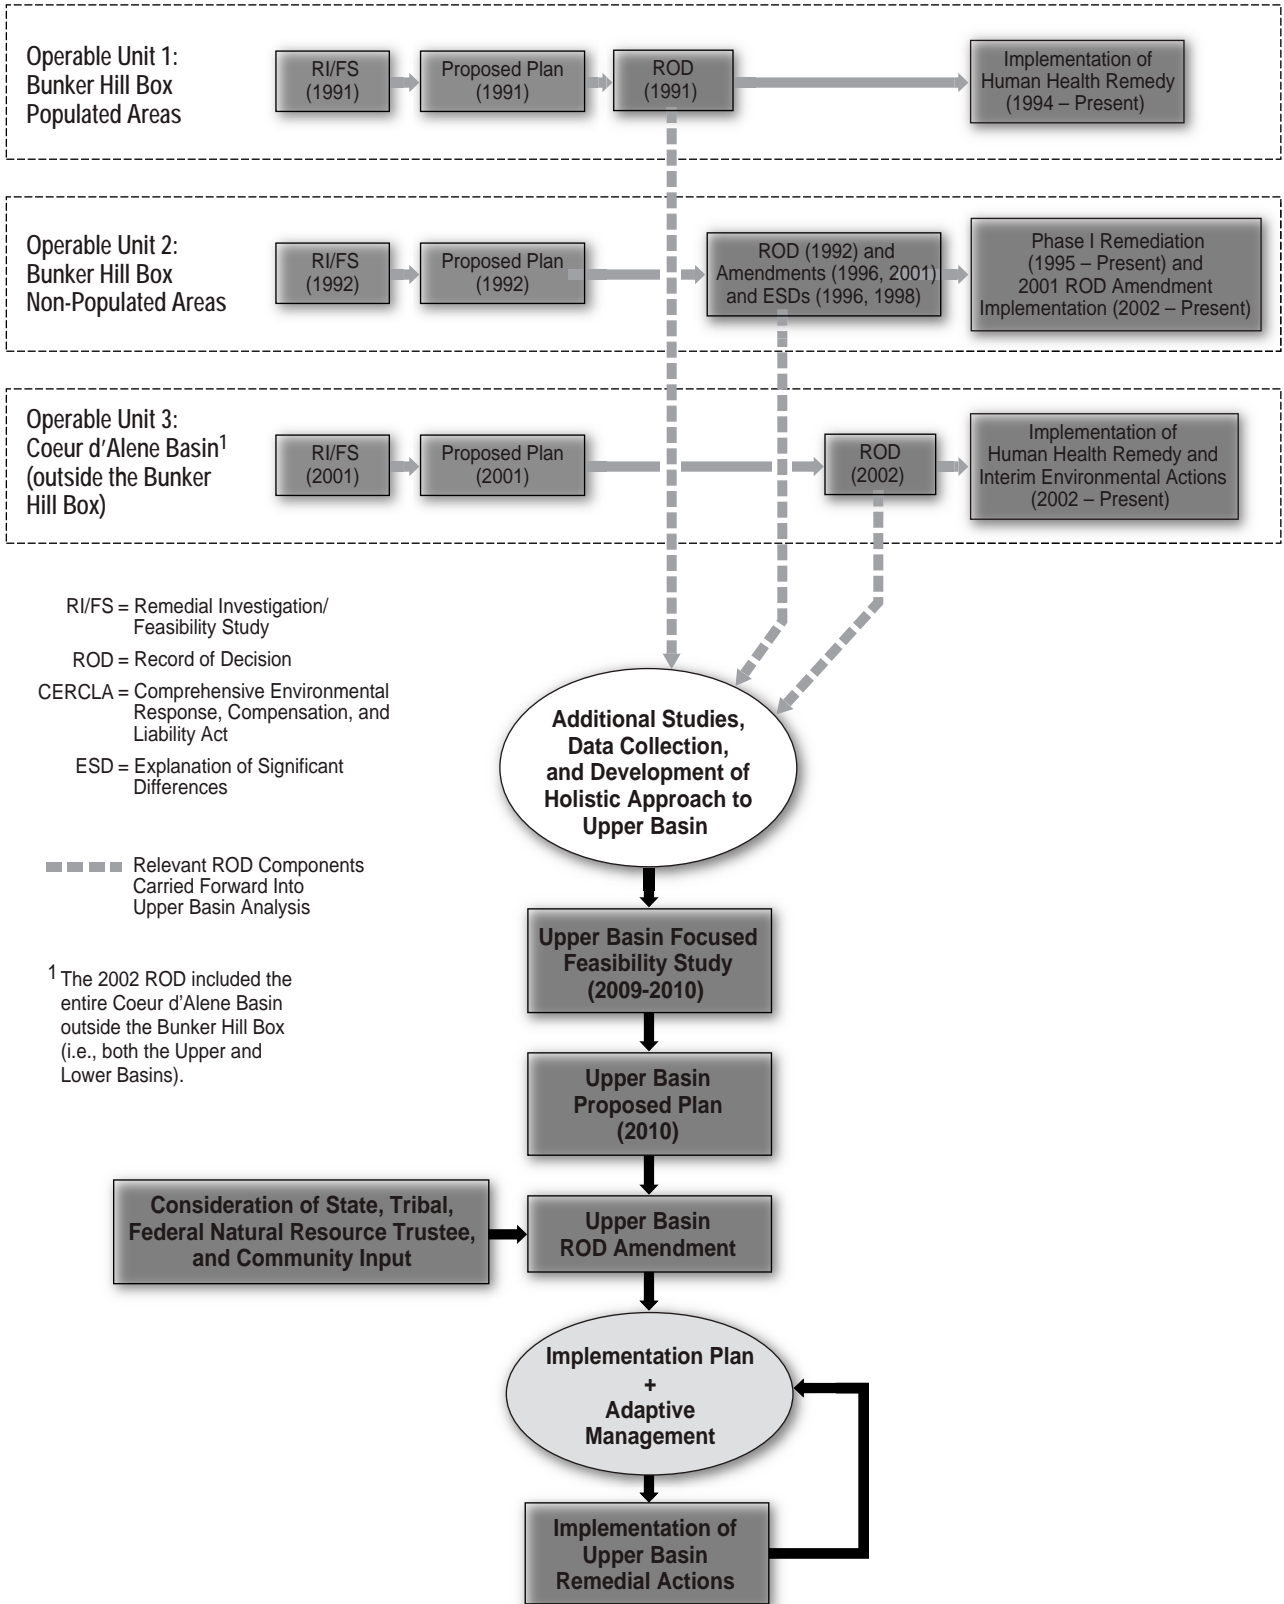 Operable Unit 1:
Bunker Hill Box
Populated Areas
RI/FS
(1991)
Proposed Plan
(1991)
ROD
(1991)
Implementation of
Human Health Remedy
(1994 – Present)
Operable Unit 2:
Bunker Hill Box
Non-Populated Areas
RI/FS
(1992)
Proposed Plan
(1992)
ROD (1992) and
Amendments (1996, 2001)
and ESDs (1996, 1998)
Phase I Remediation
(1995 – Present) and
2001 ROD Amendment
Implementation (2002 – Present)
Operable Unit 3:
Coeur d'Alene Basin1
(outside the Bunker
Hill Box)
RI/FS
(2001)
Proposed Plan
(2001)
ROD
(2002)
Implementation of
Human Health Remedy and
Interim Environmental Actions
(2002 – Present)
RI/FS = Remedial Investigation/
Feasibility Study
ROD = Record of Decision
CERCLA = Comprehensive Environmental
Response, Compensation, and
Liability Act
ESD = Explanation of Significant
Differences
Relevant ROD Components
Carried Forward Into
Upper Basin Analysis
1 The 2002 ROD included the
entire Coeur d'Alene Basin
outside the Bunker Hill Box
(i.e., both the Upper and
Lower Basins).
Additional Studies,
Data Collection,
and Development of
Holistic Approach to
Upper Basin
Upper Basin Focused
Feasibility Study
(2009-2010)
Upper Basin
Proposed Plan
(2010)
Consideration of State, Tribal,
Federal Natural Resource Trustee,
and Community Input
Upper Basin
ROD Amendment
Implementation Plan
+
Adaptive
Management
Implementation of
Upper Basin
Remedial Actions